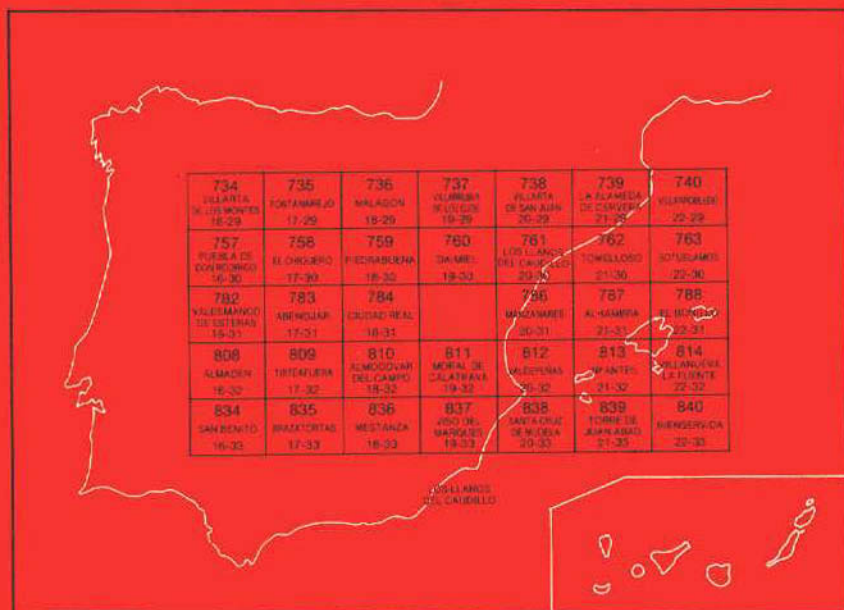 734 735 736 737 738 739 740
VILLARTA FONTANAREJO MALAGON VILLARRUBIA VILLARTA LA ALAMEDA VILLARROBLEDO
DE LOS MONTES DE LOS OJOS DE SAN JUAN DE CERVERA
16-29 17-29 18-29 19-29 20-29 21-29 22-29
757 758 759 760 761 762 763
PUEBLA DE EL CHIQUERO PIEDRABUENA DAIMIEL LOS LLANOS TOMELLOSO SOTUELAMOS
DON RODRIGO DEL CAUDILLO
16-30 17-30 18-30 19-30 20-30 21-30 22-30
782 783 784 786 787 788
VALDEMANCO ABENOJAR CIUDAD REAL MANZANARES ALHAMBRA EL BONILLO
DE ESTERAS
16-31 17-31 18-31 20-31 21-31 22-31
808 809 810 811 812 813 814
ALMADEN TIRTEAFUERA ALMODOVAR MORAL DE VALDEPEÑAS INFANTES VILLANUEVA
DEL CAMPO CALATRAVA LA FUENTE
16-32 17-32 18-32 19-32 20-32 21-32 22-32
834 835 836 837 838 839 840
SAN BENITO BRAZATORTAS MESTANZA VISO DEL SANTA CRUZ TORRE DE BIENSERVIDA
MARQUES DE MUDELA JUAN ABAD
16-33 17-33 18-33 19-33 20-33 21-33 22-33
LOS LLANOS
DEL CAUDILLO